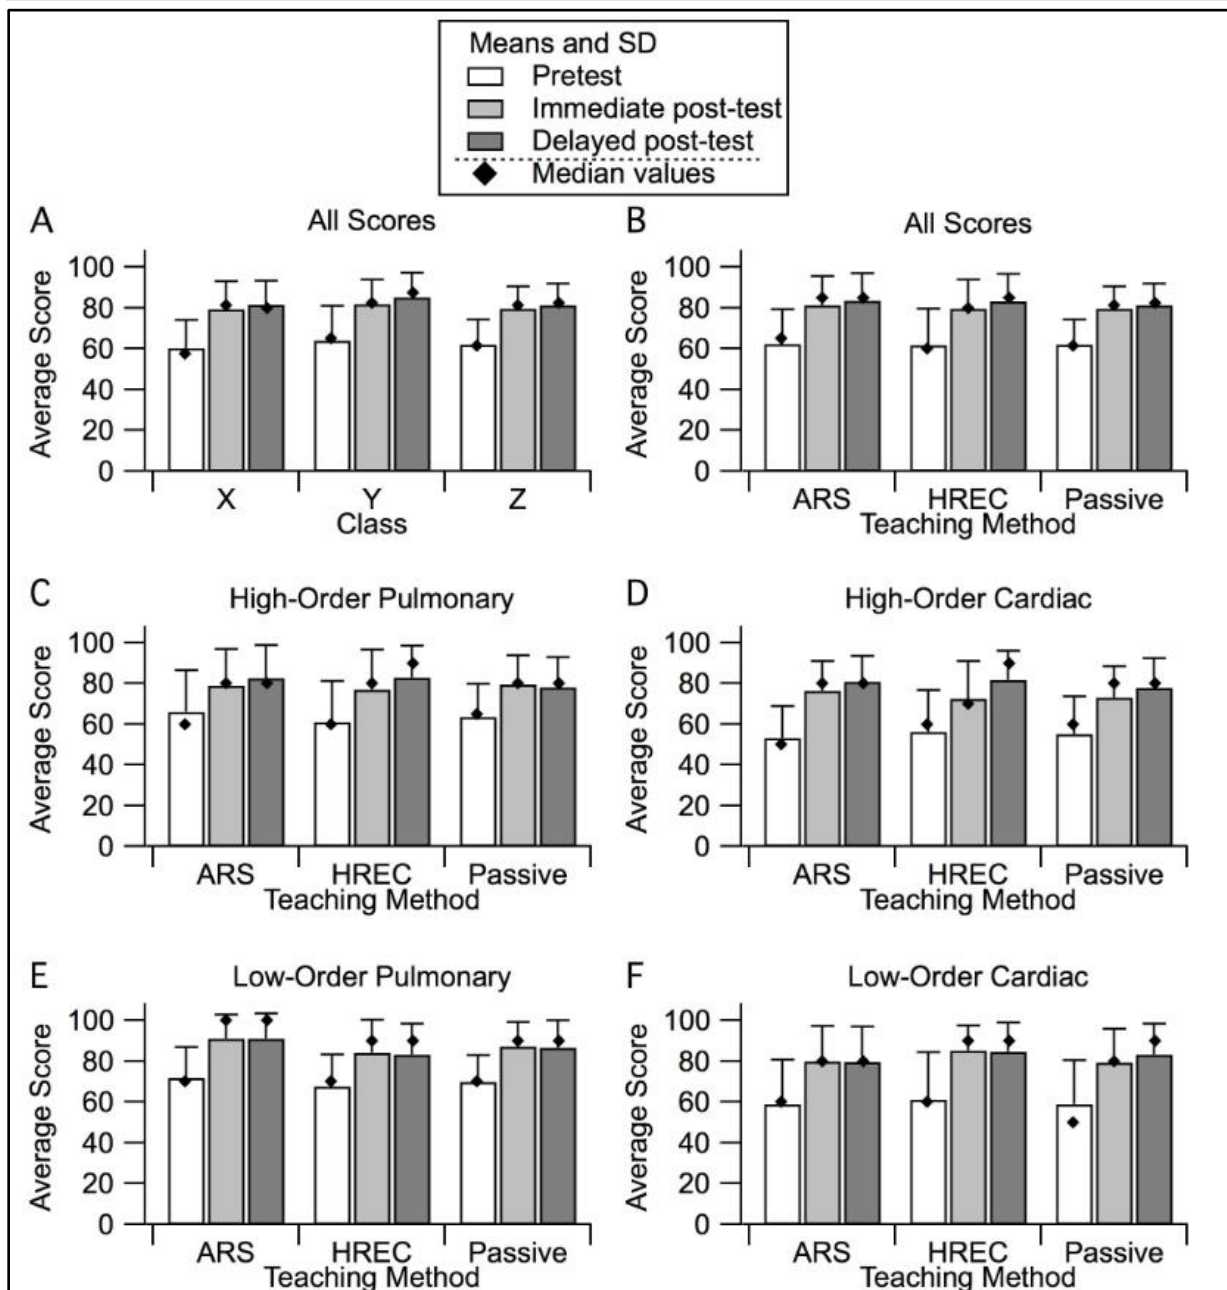 Means and SD
Pretest
Immediate post-test
Delayed post-test
Median values
A
All Scores
Average Score
100
80
60
40
20
0
X Y Z
Class
B
All Scores
Average Score
100
80
60
40
20
0
ARS HREC Passive
Teaching Method
C
High-Order Pulmonary
Average Score
100
80
60
40
20
0
ARS HREC Passive
Teaching Method
D
High-Order Cardiac
Average Score
100
80
60
40
20
0
ARS HREC Passive
Teaching Method
E
Low-Order Pulmonary
Average Score
100
80
60
40
20
0
ARS HREC Passive
Teaching Method
F
Low-Order Cardiac
Average Score
100
80
60
40
20
0
ARS HREC Passive
Teaching Method